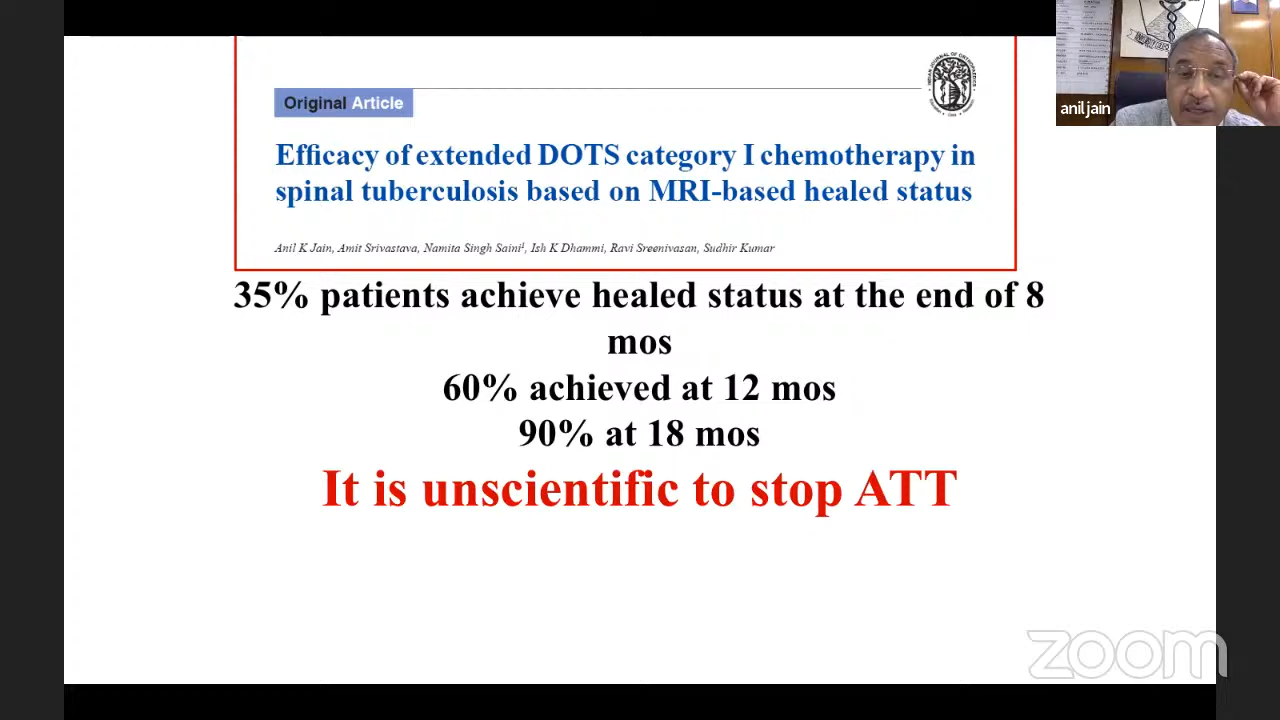 Original Article
Efficacy of extended DOTS category I chemotherapy in
spinal tuberculosis based on MRI-based healed status
Anil K Jain, Amit Srivastava, Namita Singh Saini¹, Ish K Dhammi, Ravi Sreenivasan, Sudhir Kumar
35% patients achieve healed status at the end of 8
mos
60% achieved at 12 mos
90% at 18 mos
It is unscientific to stop ATT
anil jain
zoom